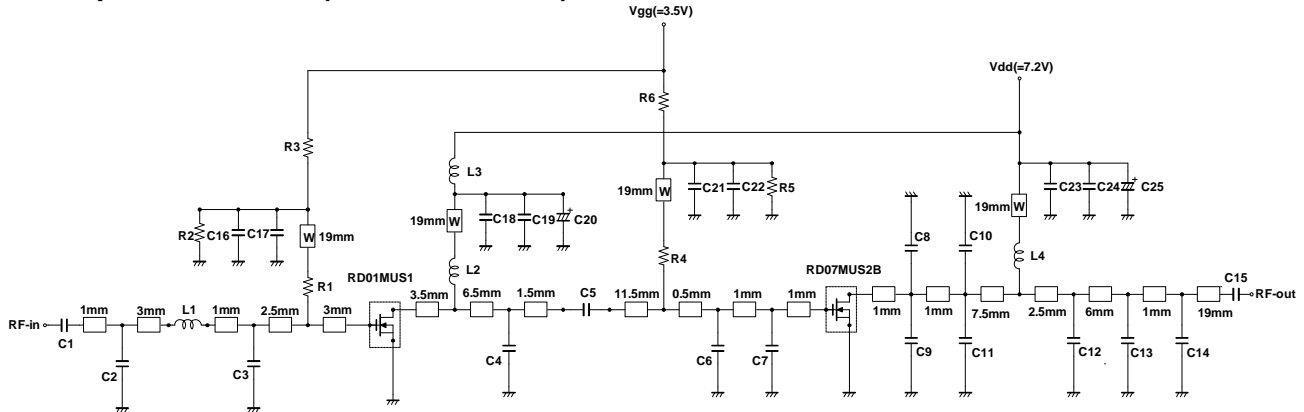 Vgg(=3.5V)
Vdd(=7.2V)
R6
R3
L3
19mm W C21 C22 R5
19mm W C23 C24 C25
19mm W C18 C19 C20
R2 C16 C17 W 19mm
C8 C10
L2 R4 L4
RD01MUS1 RD07MUS2B
R1
C15
3.5mm 6.5mm 1.5mm C5 11.5mm 0.5mm 1mm 1mm
1mm 1mm 7.5mm 2.5mm 6mm 1mm 19mm RF-out
RF-in C1 1mm 3mm L1 1mm 2.5mm 3mm
C2 C3 C4 C6 C7 C9 C11 C12 C13 C14